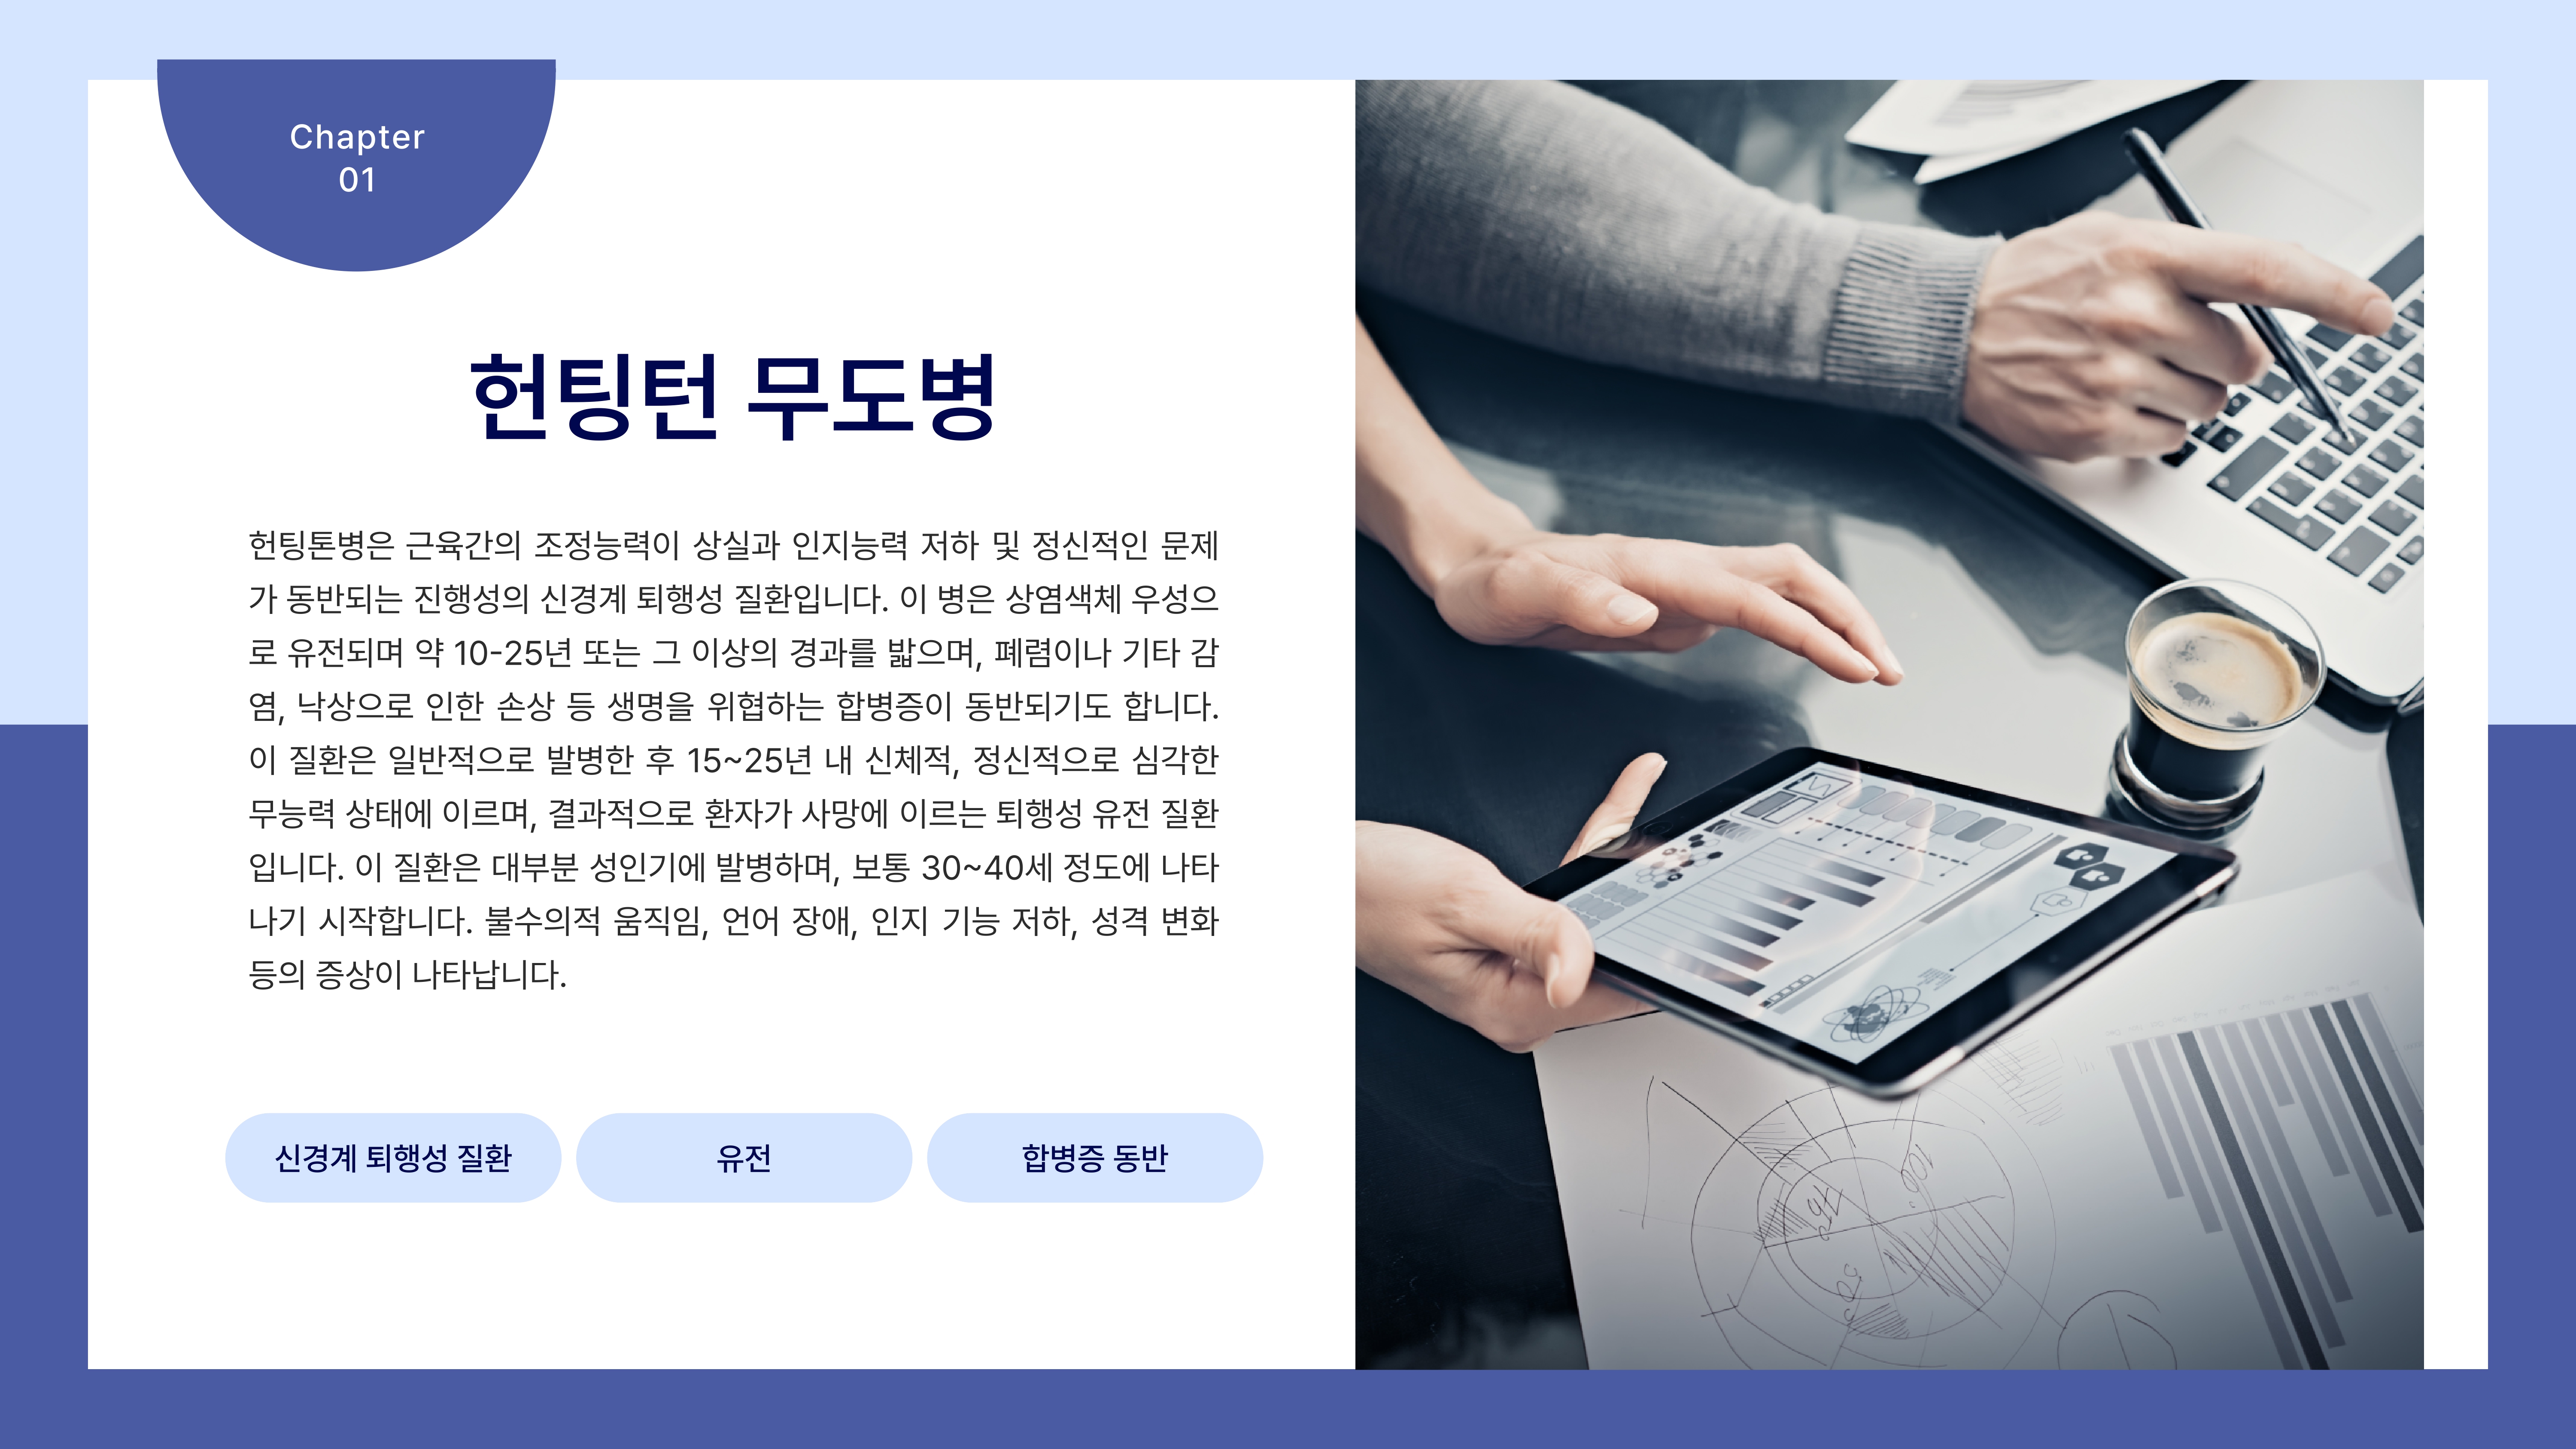 Chapter
01
헌팅턴 무도병
헌팅톤병은 근육간의 조정능력이 상실과 인지능력 저하 및 정신적인 문제
가 동반되는 진행성의 신경계 퇴행성 질환입니다. 이 병은 상염색체 우성으
로 유전되며 약 10-25년 또는 그 이상의 경과를 밟으며, 폐렴이나 기타 감
염, 낙상으로 인한 손상 등 생명을 위협하는 합병증이 동반되기도 합니다.
이 질환은 일반적으로 발병한 후 15~25년 내 신체적, 정신적으로 심각한
무능력 상태에 이르며, 결과적으로 환자가 사망에 이르는 퇴행성 유전 질환
입니다. 이 질환은 대부분 성인기에 발병하며, 보통 30~40세 정도에 나타
나기 시작합니다. 불수의적 움직임, 언어 장애, 인지 기능 저하, 성격 변화
등의 증상이 나타납니다.
신경계 퇴행성 질환
유전
합병증 동반